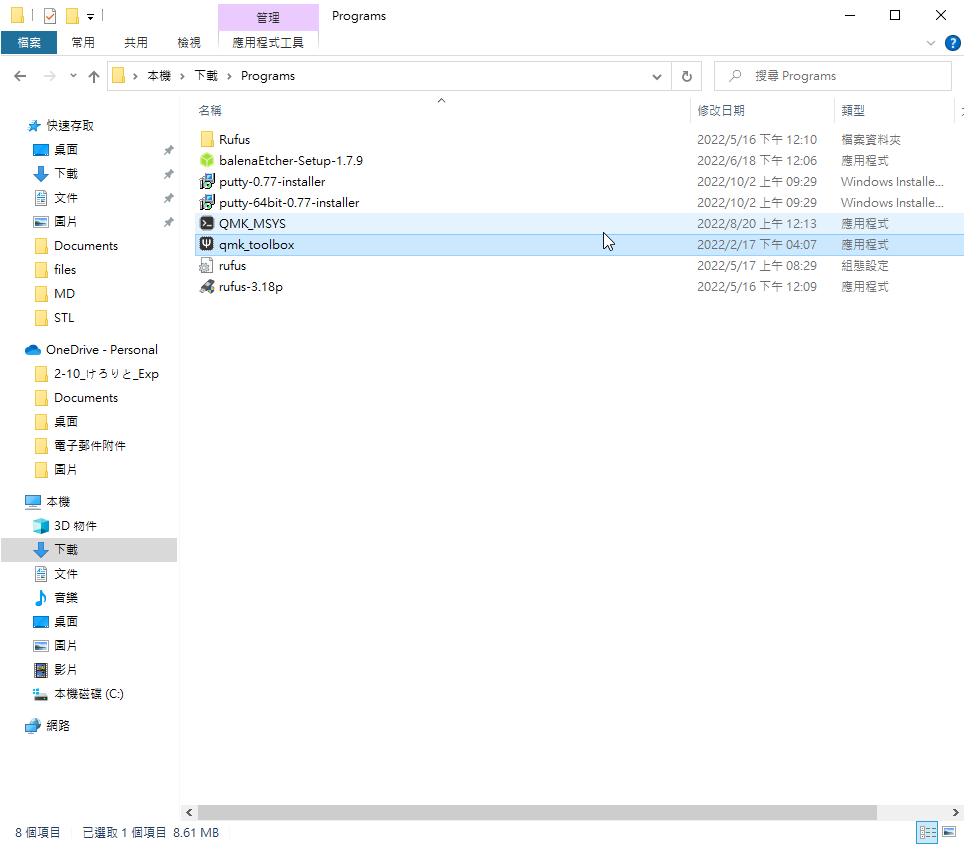 管理 Programs
檔案 常用 共用 檢視 應用程式工具
本機 下載 Programs 搜尋 Programs
名稱 修改日期 類型
Rufus 2022/5/16 下午 12:10 檔案資料夾
balenaEtcher-Setup-1.7.9 2022/6/18 下午 12:06 應用程式
putty-0.77-installer 2022/10/2 上午 09:29 Windows Installe...
putty-64bit-0.77-installer 2022/10/2 上午 09:29 Windows Installe...
QMK_MSYS 2022/8/20 上午 12:13 應用程式
qmk_toolbox 2022/2/17 下午 04:07 應用程式
rufus 2022/5/17 上午 08:29 組態設定
rufus-3.18p 2022/5/16 下午 12:09 應用程式
快速存取
桌面
下載
文件
圖片
Documents
files
MD
STL
OneDrive - Personal
2-10_けろりと_Exp
Documents
桌面
電子郵件附件
圖片
本機
3D 物件
下載
文件
音樂
桌面
圖片
影片
本機磁碟 (C:)
網路
8 個項目 已選取 1 個項目 8.61 MB